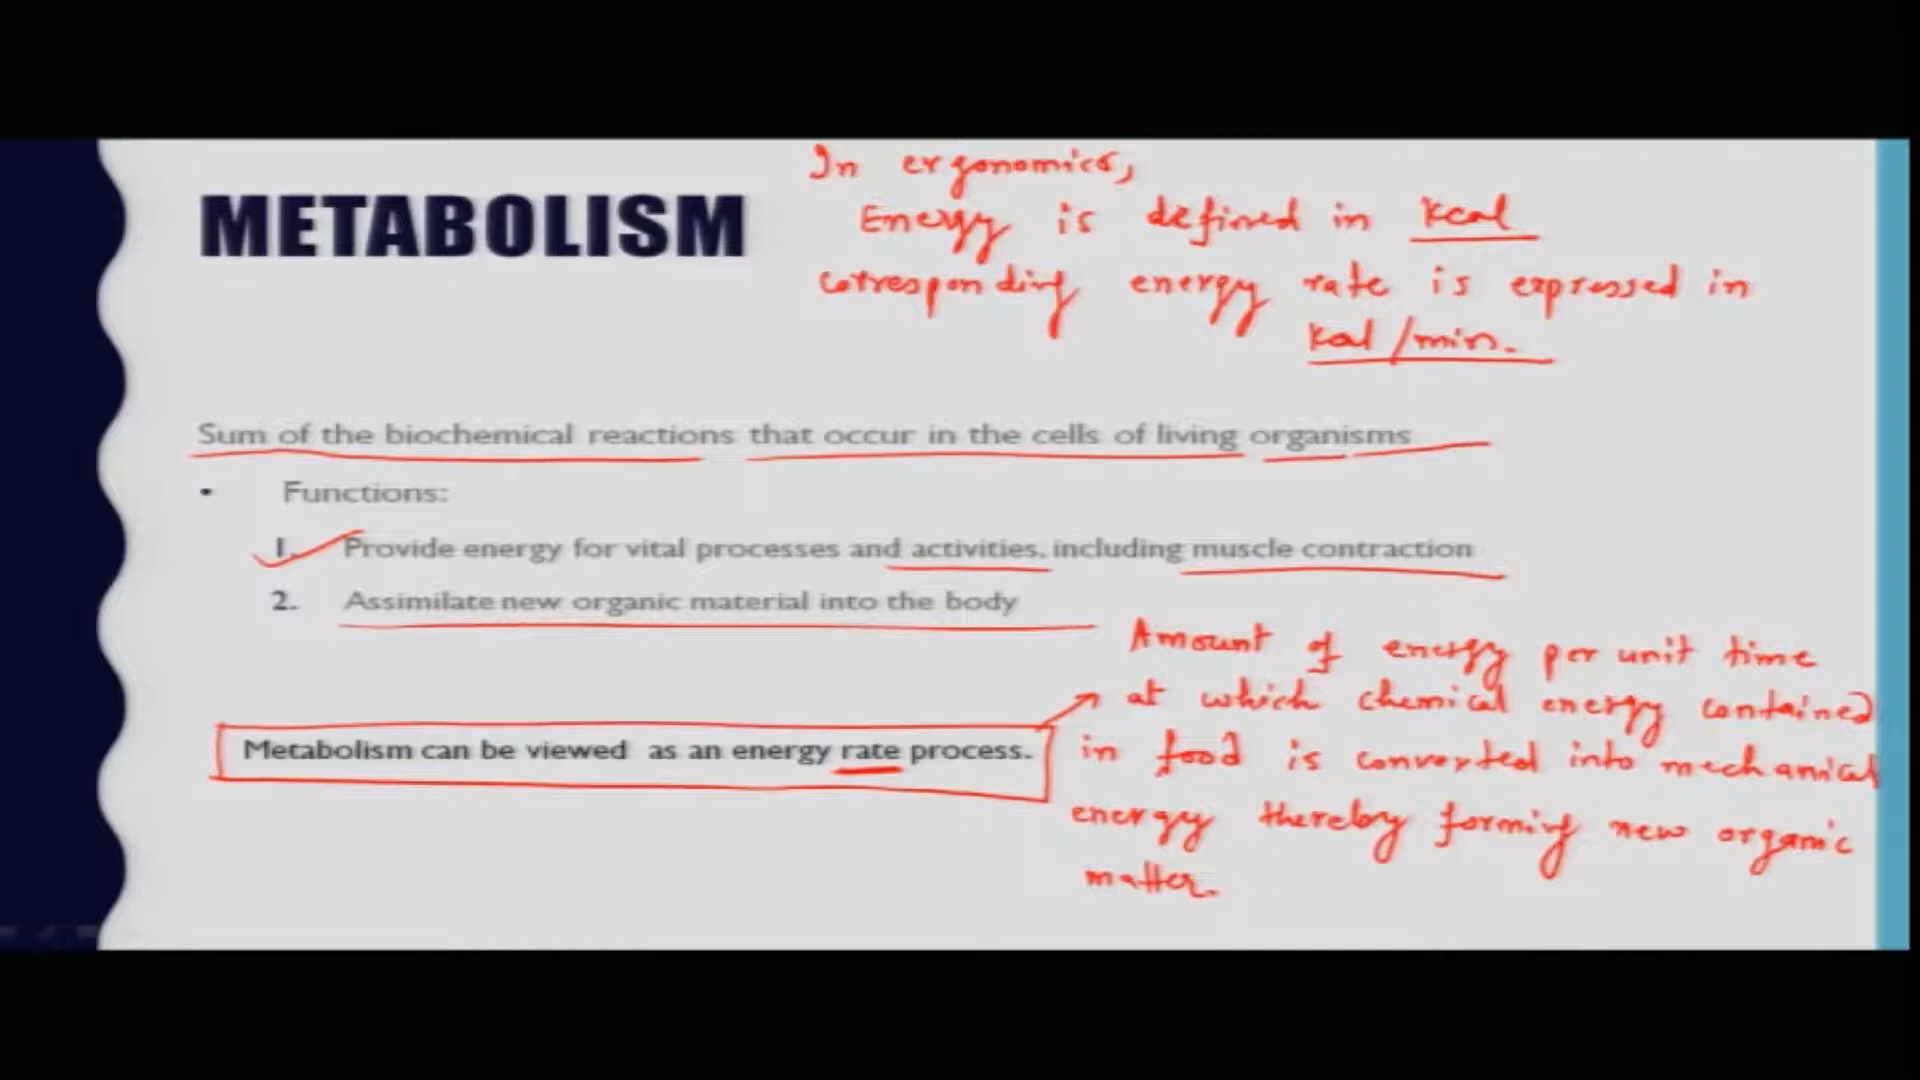 In ergonomics,
METABOLISM
Energy is defined in kcal
corresponding energy rate is expressed in
kcal/min.
Sum of the biochemical reactions that occur in the cells of living organisms
• Functions:
1. Provide energy for vital processes and activities, including muscle contraction
2. Assimilate new organic material into the body
Amount of energy per unit time
at which chemical energy contained
Metabolism can be viewed as an energy rate process.
in food is converted into mechanical
energy thereby forming new organic
matter.